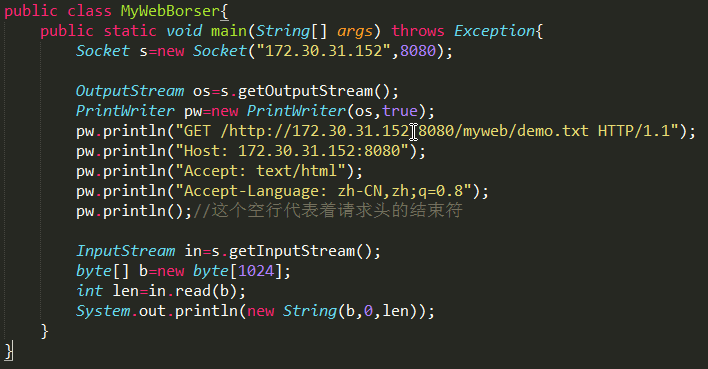 public class MyWebBorser{
    public static void main(String[] args) throws Exception{
        Socket s=new Socket("172.30.31.152",8080);

        OutputStream os=s.getOutputStream();
        PrintWriter pw=new PrintWriter(os,true);
        pw.println("GET /http://172.30.31.152:8080/myweb/demo.txt HTTP/1.1");
        pw.println("Host: 172.30.31.152:8080");
        pw.println("Accept: text/html");
        pw.println("Accept-Language: zh-CN,zh;q=0.8");
        pw.println();//这个空行代表着请求头的结束符

        InputStream in=s.getInputStream();
        byte[] b=new byte[1024];
        int len=in.read(b);
        System.out.println(new String(b,0,len));
    }
}